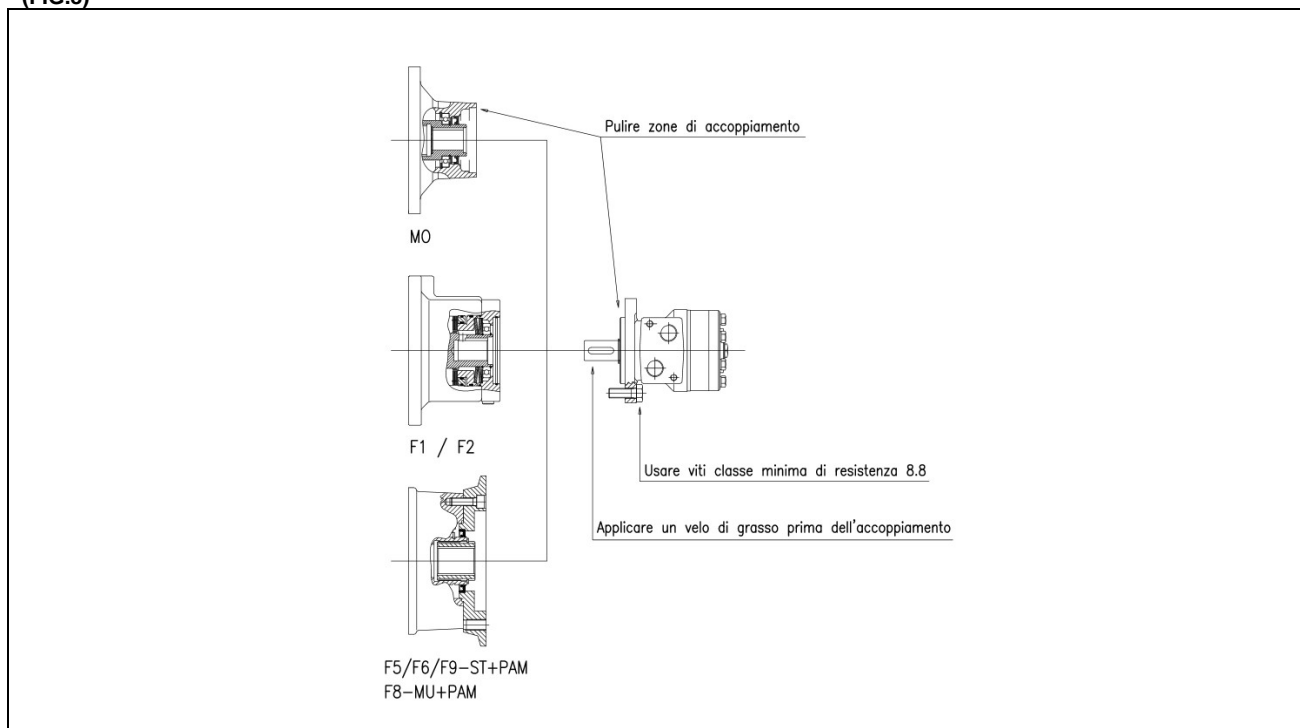 (FIG.8)
Pulire zone di accoppiamento
MO
F1 / F2
Usare viti classe minima di resistenza 8.8
Applicare un velo di grasso prima dell'accoppiamento
F5/F6/F9-ST+PAM
F8-MU+PAM